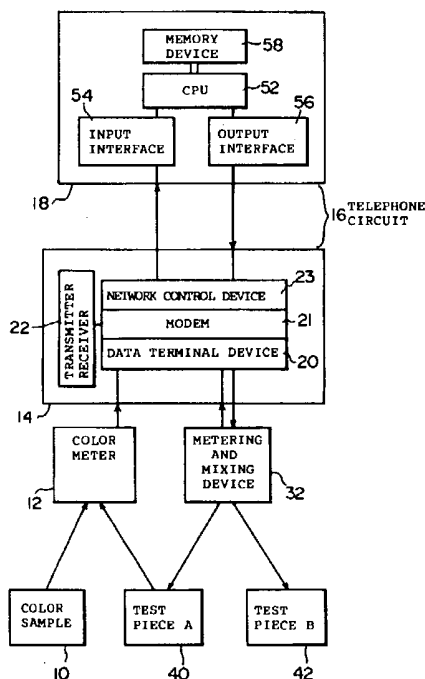 MEMORY
DEVICE
58
CPU
52
54
56
INPUT
INTERFACE
OUTPUT
INTERFACE
18
16 TELEPHONE
CIRCUIT
23
NETWORK CONTROL DEVICE
22
TRANSMITTER
RECEIVER
MODEM
21
DATA TERMINAL DEVICE
20
14
COLOR
METER
12
METERING
AND
MIXING
DEVICE
32
COLOR
SAMPLE
10
TEST
PIECE A
40
TEST
PIECE B
42